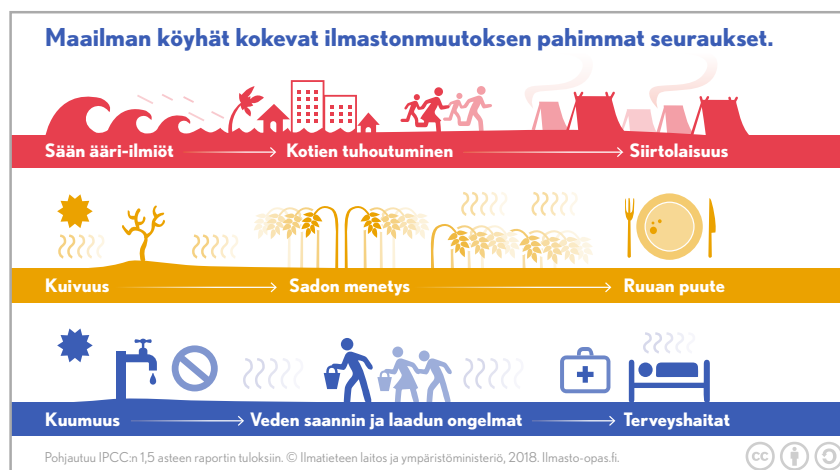 Maailman köyhät kokevat ilmastonmuutoksen pahimmat seuraukset.
Sään ääri-ilmiöt → Kotien tuhoutuminen → Siirtolaisuus
Kuivuus → Sadon menetys → Ruuan puute
Kuumuus → Veden saannin ja laadun ongelmat → Terveyshaitat
Pohjautuu IPCC:n 1,5 asteen raportin tuloksiin. © Ilmatieteen laitos ja ympäristöministeriö, 2018. Ilmasto-opas.fi.
cc